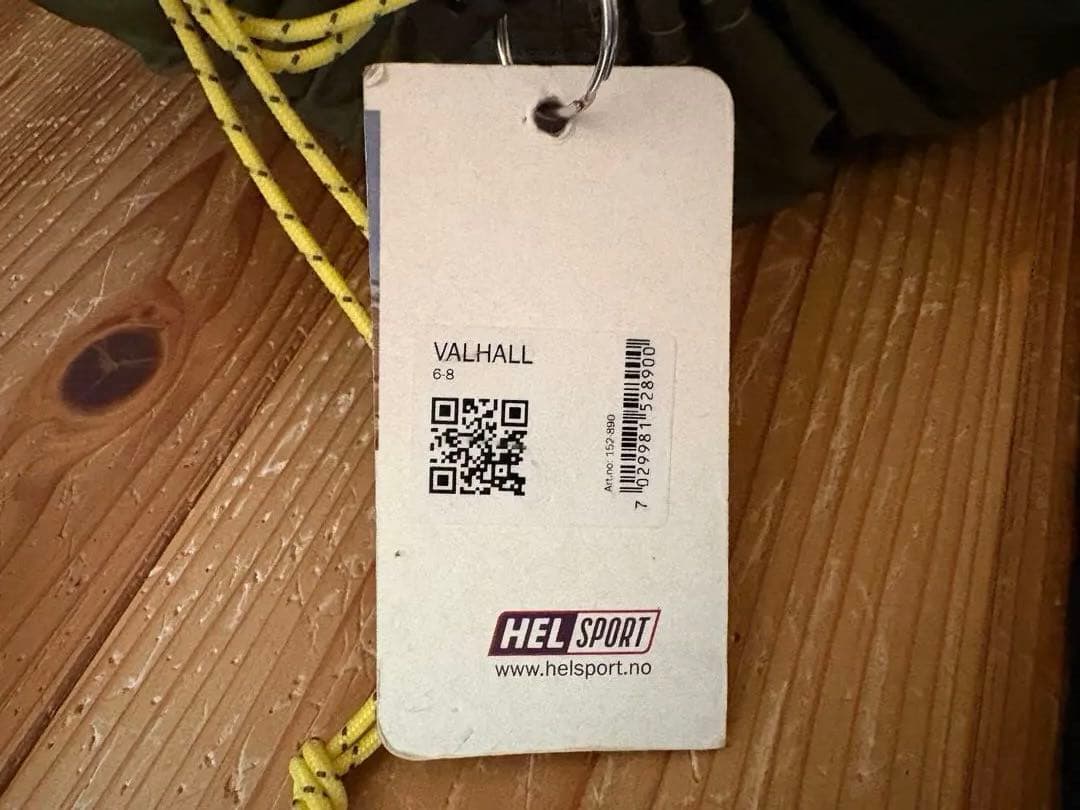 VALHALL
6-8
Art.no: 152-890
7 029981 528900
HELSPORT
www.helsport.no